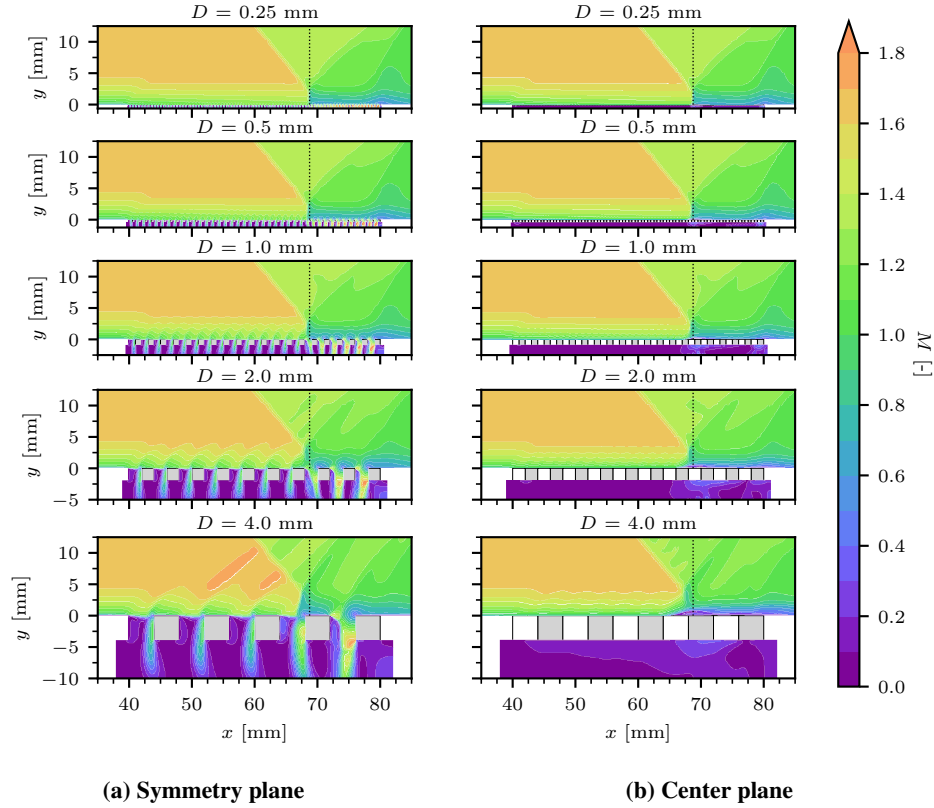 D = 0.25 mm
D = 0.25 mm
10
5
0
y [mm]
D = 0.5 mm
D = 0.5 mm
10
5
0
y [mm]
D = 1.0 mm
D = 1.0 mm
10
5
0
y [mm]
D = 2.0 mm
D = 2.0 mm
10
5
0
−5
y [mm]
D = 4.0 mm
D = 4.0 mm
10
5
0
−5
−10
y [mm]
40 50 60 70 80
x [mm]
40 50 60 70 80
x [mm]
1.8
1.6
1.4
1.2
1.0
0.8
0.6
0.4
0.2
0.0
M [-]
(a) Symmetry plane
(b) Center plane